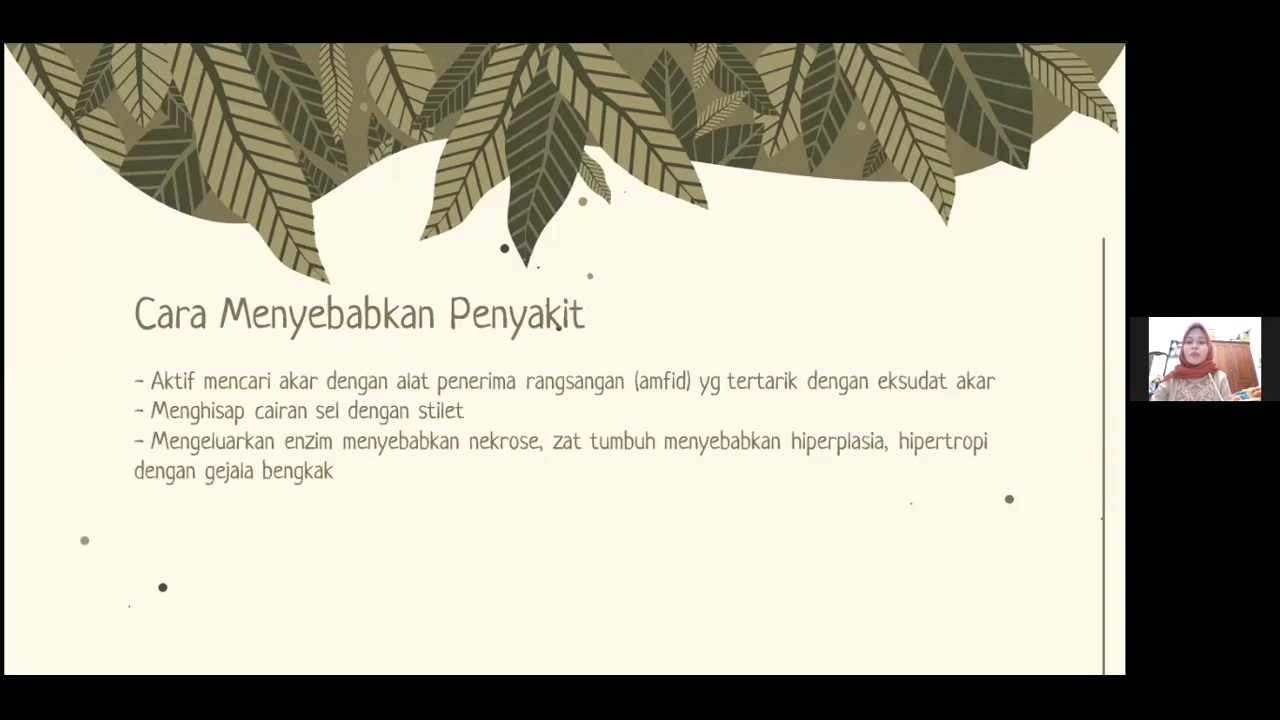 Cara Menyebabkan Penyakit
- Aktif mencari akar dengan alat penerima rangsangan (amfid) yg tertarik dengan eksudat akar
- Menghisap cairan sel dengan stilet
- Mengeluarkan enzim menyebabkan nekrose, zat tumbuh menyebabkan hiperplasia, hipertropi
dengan gejala bengkak